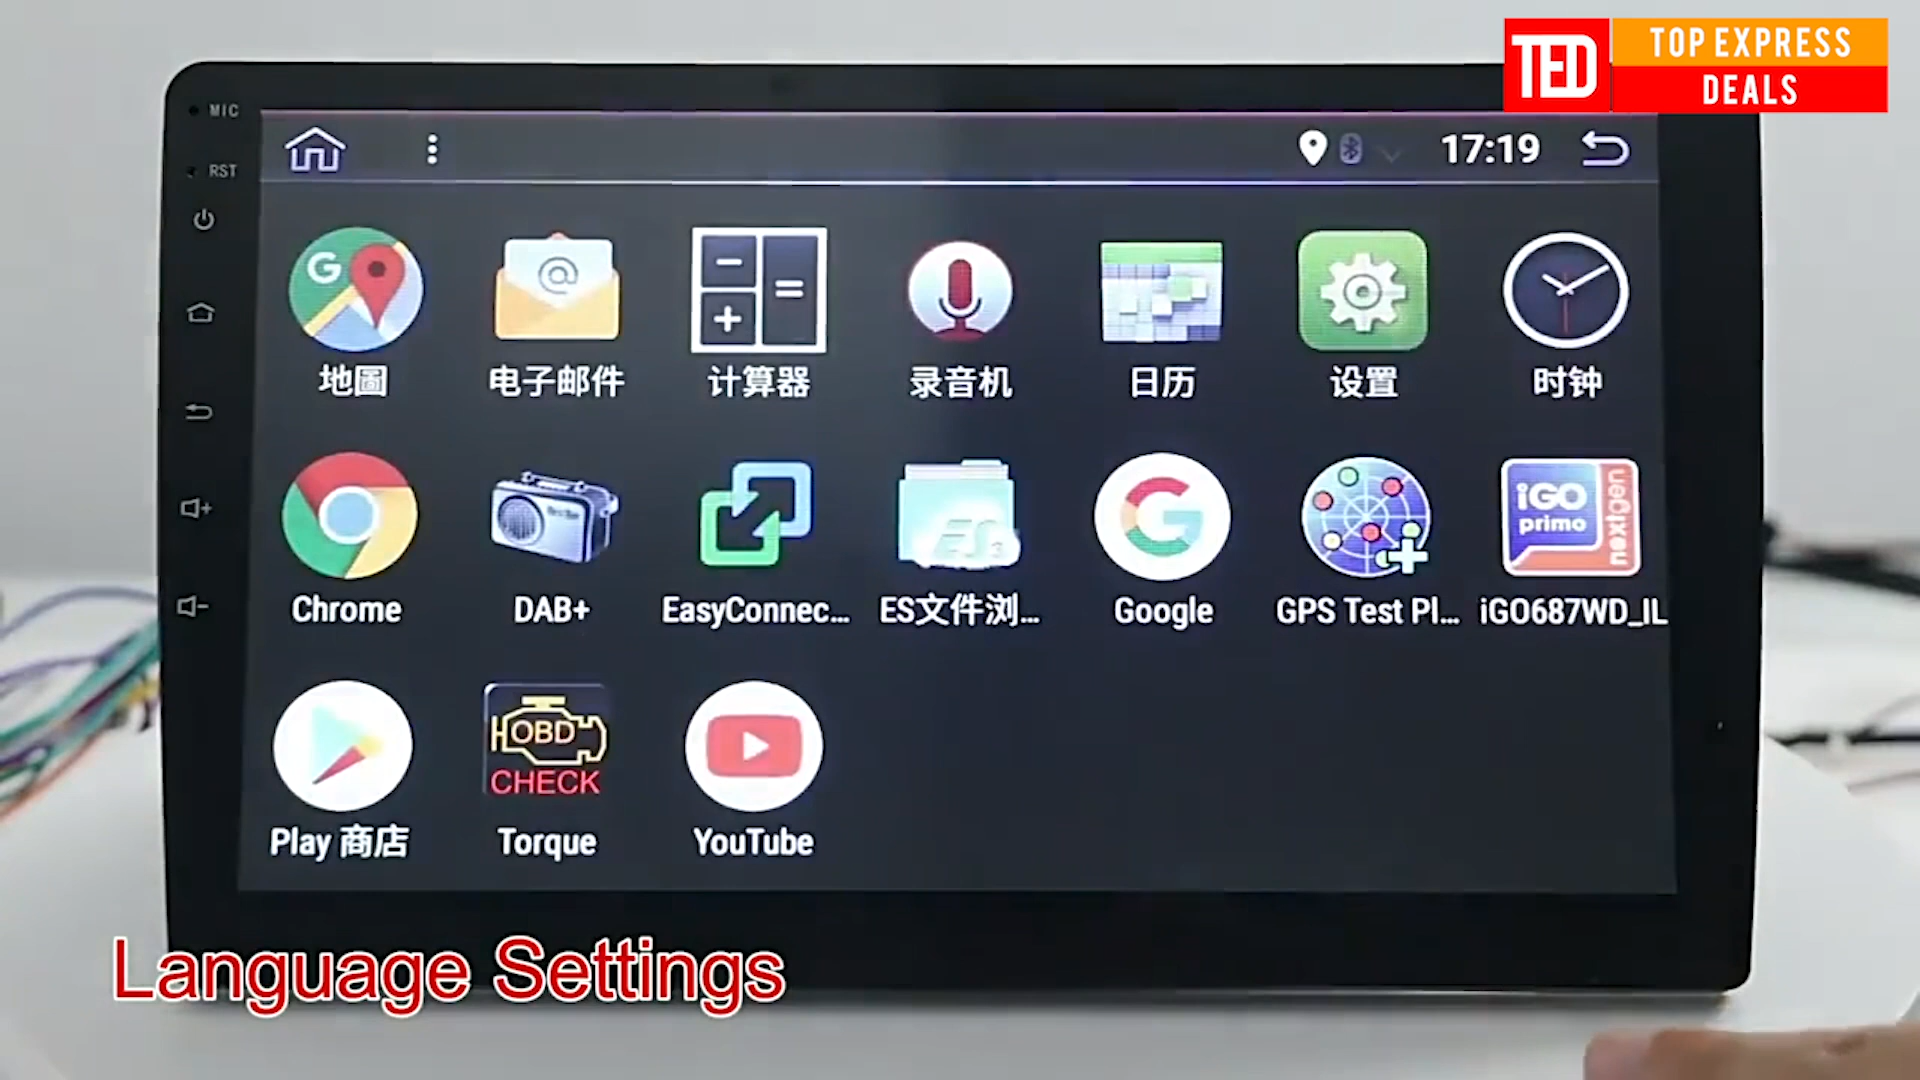 TED
TOP EXPRESS
DEALS
MIC
RST
17:19
地圖
电子邮件
计算器
录音机
日历
设置
时钟
iGO
primo
nextgen
Chrome
DAB+
EasyConnec...
ES文件浏...
Google
GPS Test Pl...
iGO687WD_IL
OBD
CHECK
Play 商店
Torque
YouTube
Language Settings